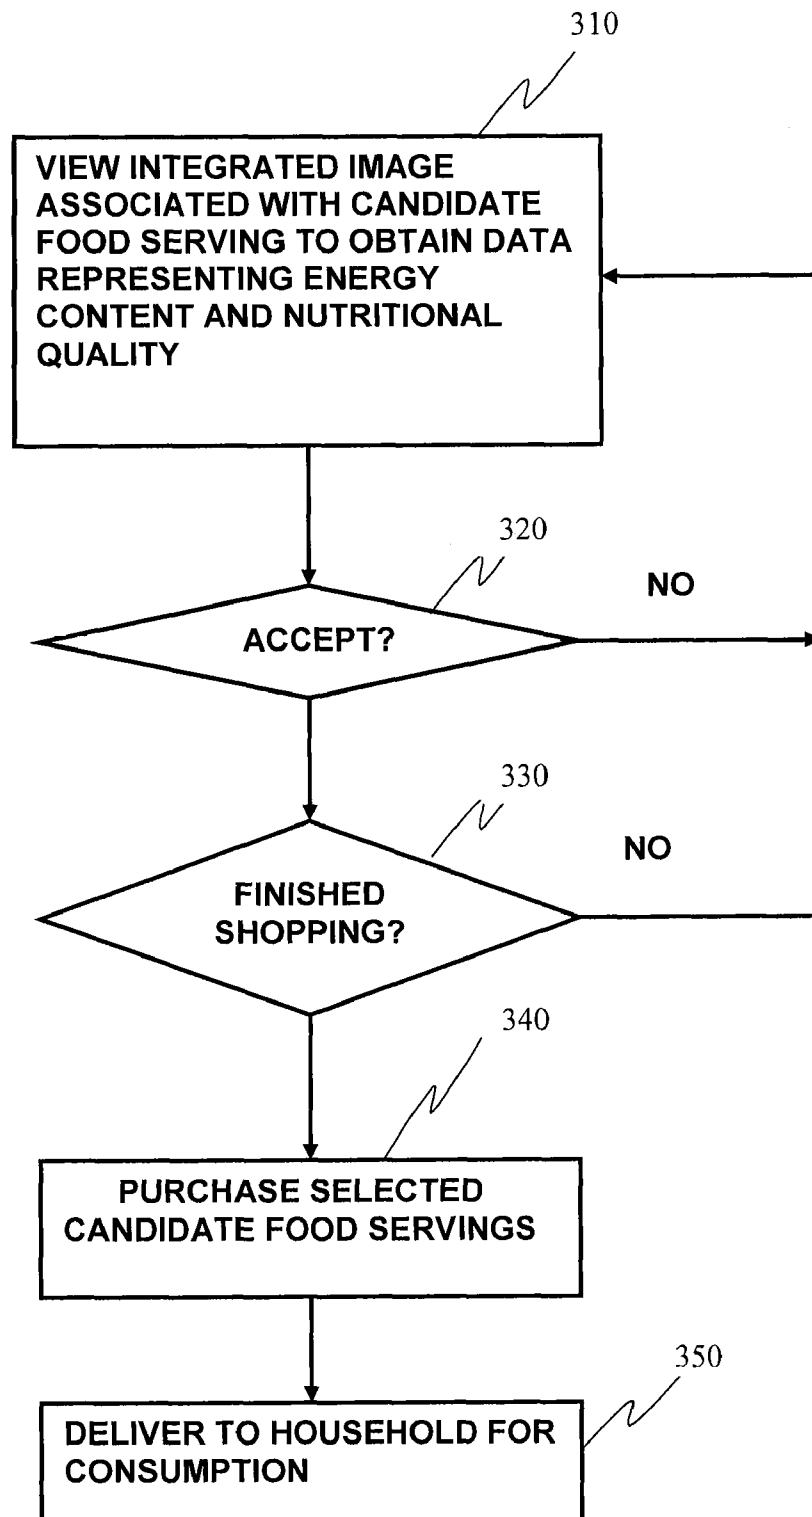 310
VIEW INTEGRATED IMAGE
ASSOCIATED WITH CANDIDATE
FOOD SERVING TO OBTAIN DATA
REPRESENTING ENERGY
CONTENT AND NUTRITIONAL
QUALITY
320
NO
ACCEPT?
330
NO
FINISHED
SHOPPING?
340
PURCHASE SELECTED
CANDIDATE FOOD SERVINGS
350
DELIVER TO HOUSEHOLD FOR
CONSUMPTION